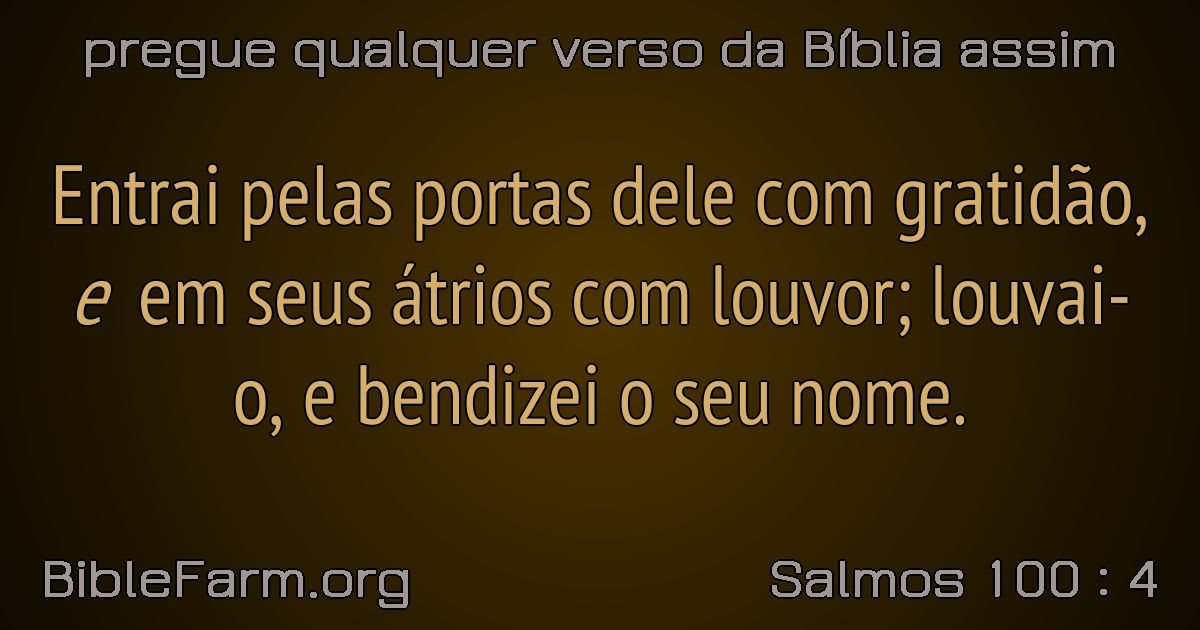 pregue qualquer verso da Bíblia assim
Entrai pelas portas dele com gratidão,
e em seus átrios com louvor; louvai-
o, e bendizei o seu nome.
BibleFarm.org
Salmos 100 : 4